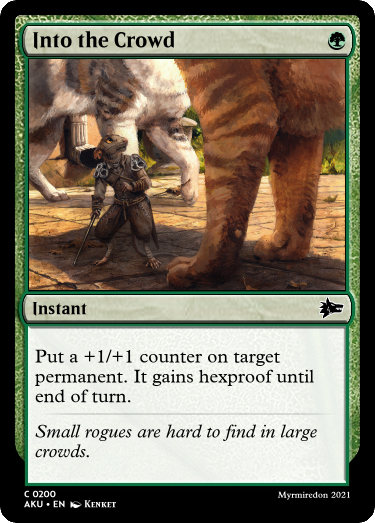 Into the Crowd
Instant
Put a +1/+1 counter on target
permanent. It gains hexproof until
end of turn.
Small rogues are hard to find in large
crowds.
C 0200
Myrmiredon 2021
AKU • EN Kenket